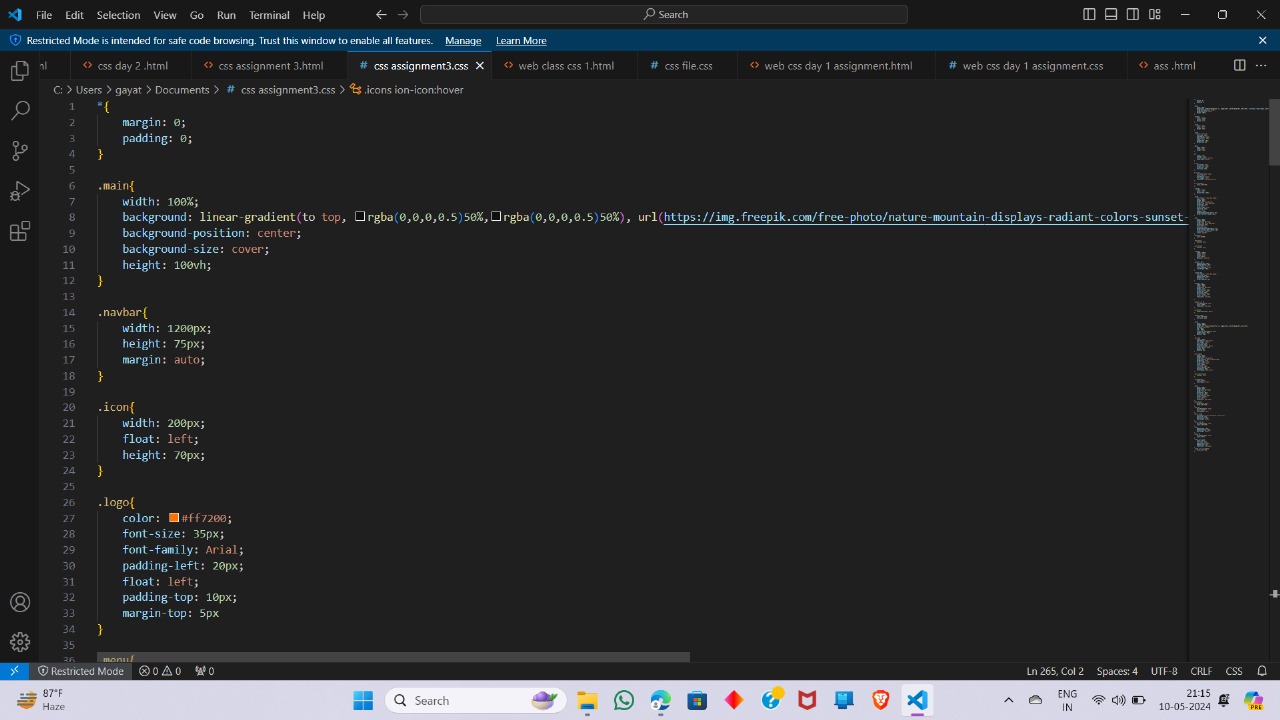 File Edit Selection View Go Run Terminal Help
Search
Restricted Mode is intended for safe code browsing. Trust this window to enable all features. Manage Learn More
css day 2 .html
css assignment 3.html
# css assignment3.css
web class css 1.html
# css file.css
web css day 1 assignment.html
# web css day 1 assignment.css
ass .html
C: > Users > gayat > Documents > # css assignment3.css > .icons ion-icon:hover
1 *{
2 margin: 0;
3 padding: 0;
4 }
5
6 .main{
7 width: 100%;
8 background: linear-gradient(to top, rgba(0,0,0,0.5)50%,rgba(0,0,0,0.5)50%), url(https://img.freepik.com/free-photo/nature-mountain-displays-radiant-colors-sunset-
9 background-position: center;
10 background-size: cover;
11 height: 100vh;
12 }
13
14 .navbar{
15 width: 1200px;
16 height: 75px;
17 margin: auto;
18 }
19
20 .icon{
21 width: 200px;
22 float: left;
23 height: 70px;
24 }
25
26 .logo{
27 color: #ff7200;
28 font-size: 35px;
29 font-family: Arial;
30 padding-left: 20px;
31 float: left;
32 padding-top: 10px;
33 margin-top: 5px
34 }
35
36 .menu{
Restricted Mode 0 0 0
Ln 265, Col 2 Spaces: 4 UTF-8 CRLF CSS
87°F
Haze
Search
ENG
IN
21:15
10-05-2024
PRE